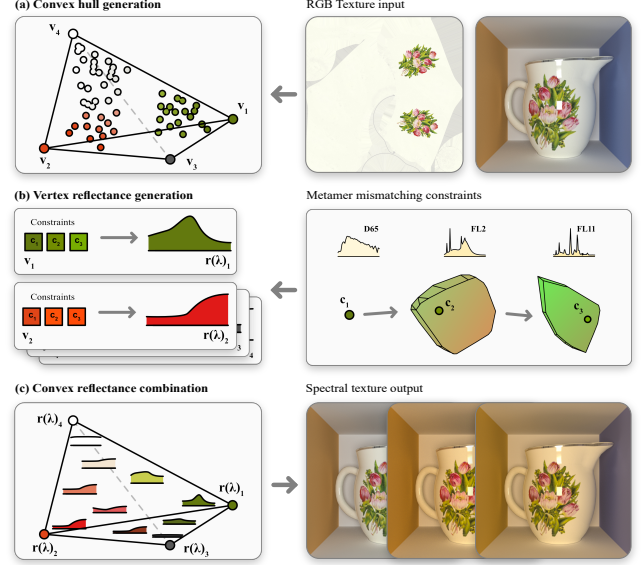 (a) Convex hull generation
RGB Texture input
v4
v1
v2
v3
(b) Vertex reflectance generation
Metamer mismatching constraints
Constraints
c1 c2 c3
v1
r(λ)1
Constraints
c1 c2 c3
v2
r(λ)2
3
4
D65
FL2
FL11
c1
c2
c3
(c) Convex reflectance combination
Spectral texture output
r(λ)4
r(λ)1
r(λ)2
r(λ)3